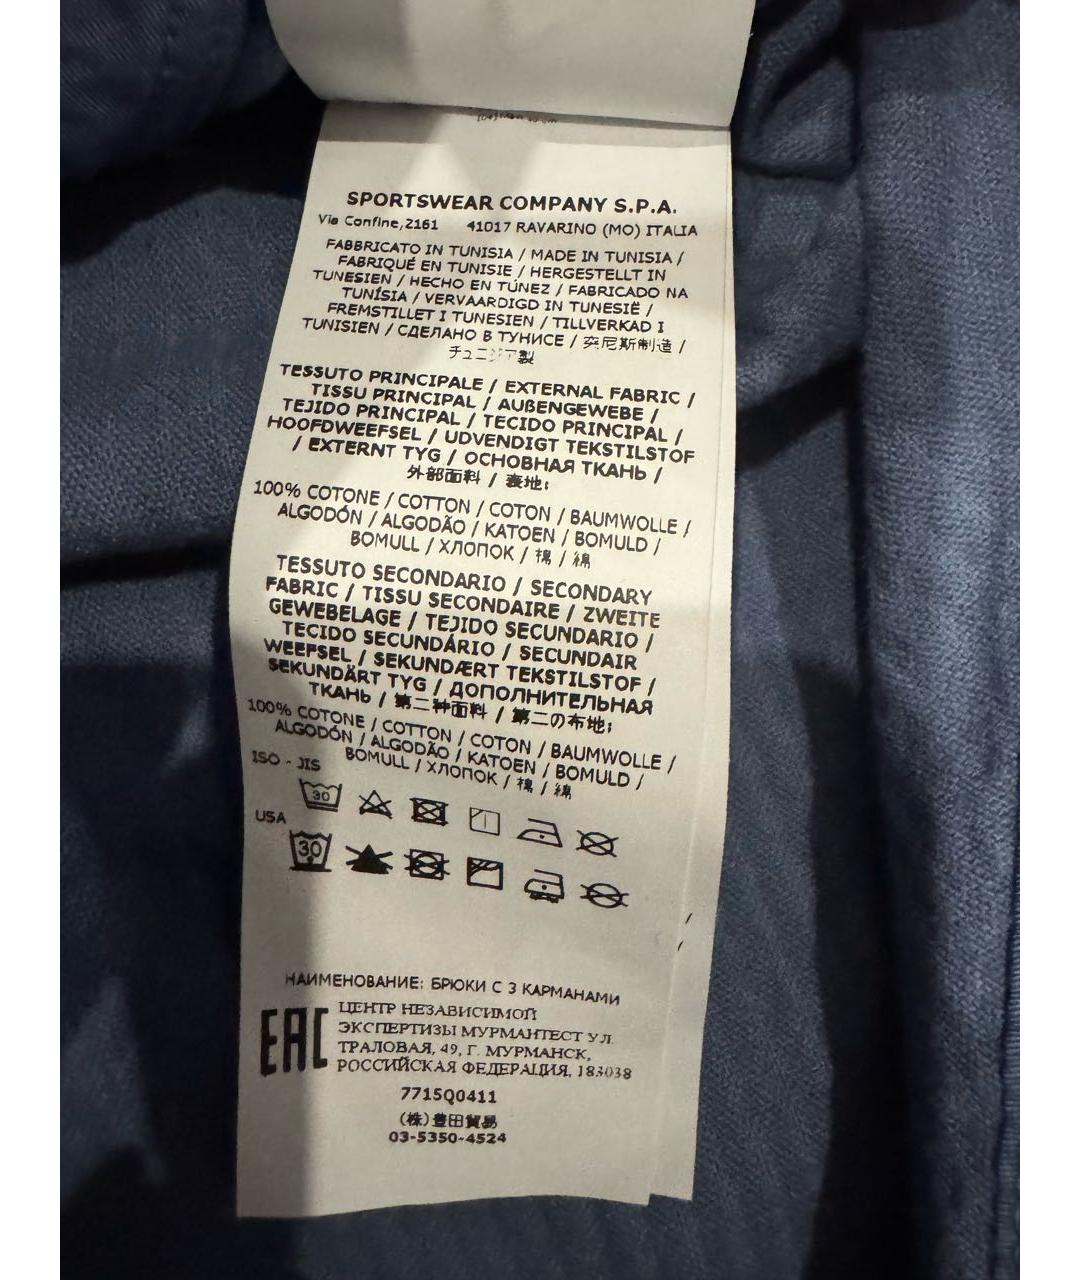 SPORTSWEAR COMPANY S.P.A.
Via Confine,2161 41017 RAVARINO (MO) ITALIA
FABBRICATO IN TUNISIA / MADE IN TUNISIA /
FABRIQUÉ EN TUNISIE / HERGESTELLT IN
TUNESIEN / HECHO EN TÚNEZ / FABRICADO NA
TUNÍSIA / VERVAARDIGD IN TUNESIË /
FREMSTILLET I TUNESIEN / TILLVERKAD I
TUNISIEN / СДЕЛАНО В ТУНИСЕ / 突尼斯制造 /
チュニジア製
TESSUTO PRINCIPALE / EXTERNAL FABRIC /
TISSU PRINCIPAL / AUßENGEWEBE /
TEJIDO PRINCIPAL / TECIDO PRINCIPAL /
HOOFDWEEFSEL / UDVENDIGT TEKSTILSTOF
/ EXTERNT TYG / ОСНОВНАЯ ТКАНЬ /
外部面料 / 表地:
100% COTONE / COTTON / COTON / BAUMWOLLE /
ALGODÓN / ALGODÃO / KATOEN / BOMULD /
BOMULL / ХЛОПОК / 棉 / 綿
TESSUTO SECONDARIO / SECONDARY
FABRIC / TISSU SECONDAIRE / ZWEITE
GEWEBELAGE / TEJIDO SECUNDARIO /
TECIDO SECUNDÁRIO / SECUNDAIR
WEEFSEL / SEKUNDÆRT TEKSTILSTOF /
SEKUNDÄRT TYG / ДОПОЛНИТЕЛЬНАЯ
ТКАНЬ / 第二种面料 / 第二の布地:
100% COTONE / COTTON / COTON / BAUMWOLLE /
ALGODÓN / ALGODÃO / KATOEN / BOMULD /
BOMULL / ХЛОПОК / 棉 / 綿
ISO - JIS
30
USA
30
НАИМЕНОВАНИЕ: БРЮКИ С 3 КАРМАНАМИ
EAC
ЦЕНТР НЕЗАВИСИМОЙ
ЭКСПЕРТИЗЫ МУРМАНТЕСТ УЛ.
ТРАЛОВАЯ, 49, Г. МУРМАНСК,
РОССИЙСКАЯ ФЕДЕРАЦИЯ, 183038
7715Q0411
(株)豊田貿易
03-5350-4524